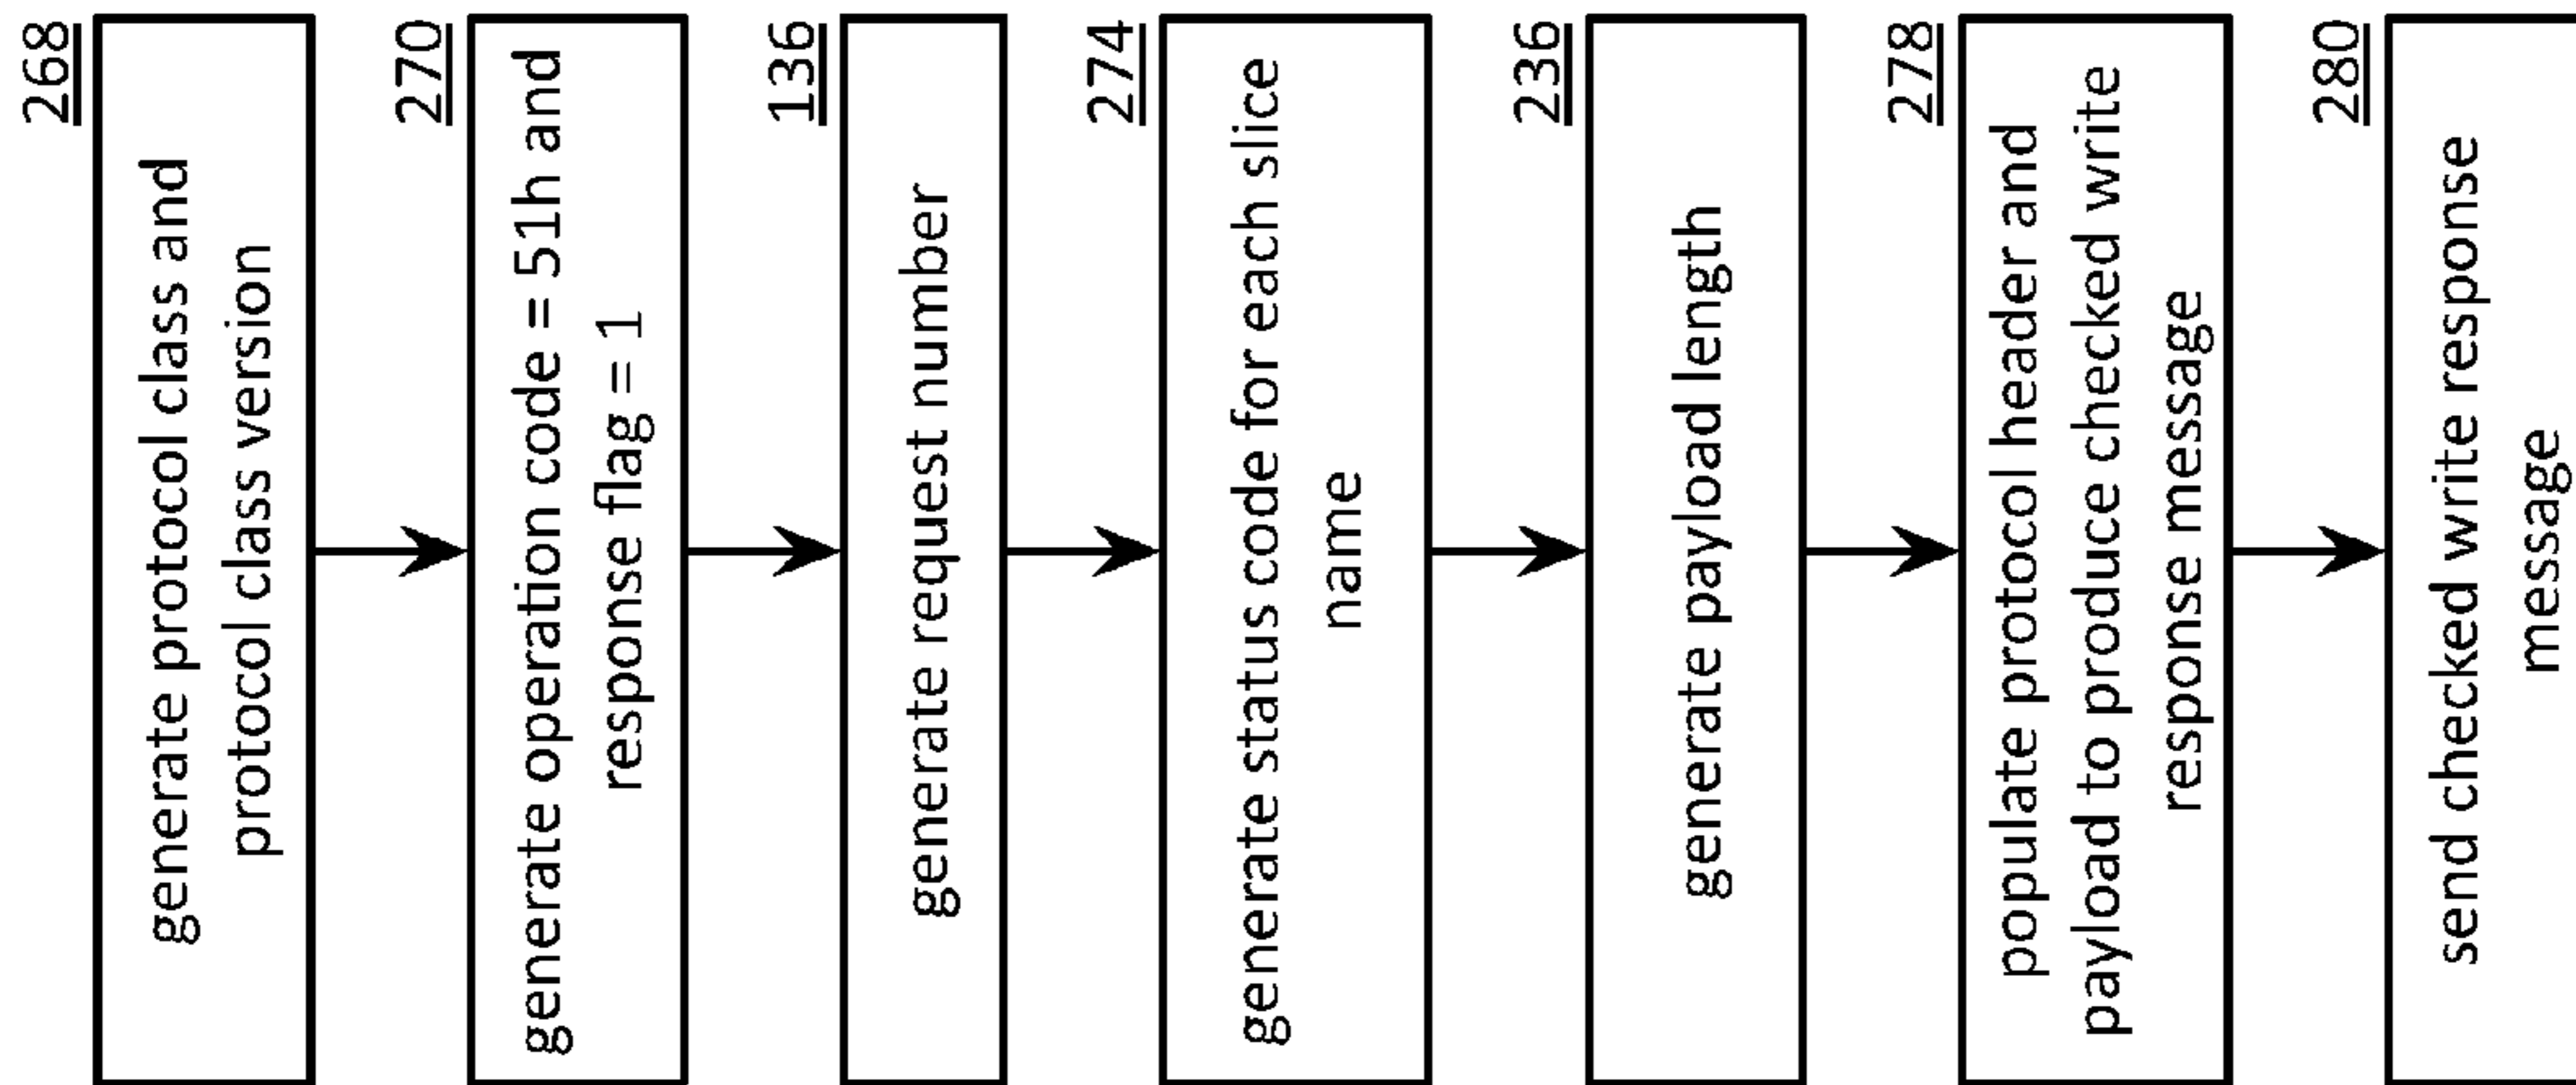 268
generate protocol class and
protocol class version
270
generate operation code = 51h and
response flag = 1
136
generate request number
274
generate status code for each slice
name
236
generate payload length
278
populate protocol header and
payload to produce checked write
response message
280
send checked write response
message